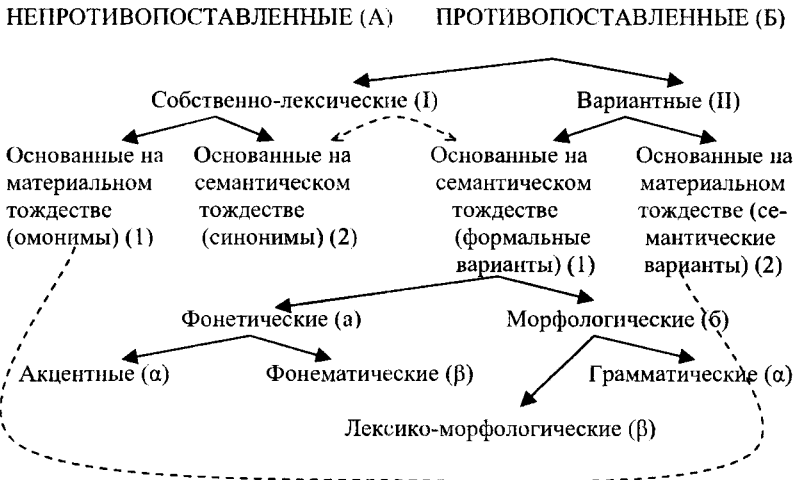 НЕПРОТИВОПОСТАВЛЕННЫЕ (А) ПРОТИВОПОСТАВЛЕННЫЕ (Б)
Собственно-лексические (I) Вариантные (II)
Основанные на
материальном
тождестве
(омонимы) (1)
Основанные на
семантическом
тождестве
(синонимы) (2)
Основанные на
семантическом
тождестве
(формальные
варианты) (1)
Основанные на
материальном
тождестве (се-
мантические
варианты) (2)
Фонетические (а) Морфологические (б)
Акцентные (α) Фонематические (β) Грамматические (α)
Лексико-морфологические (β)